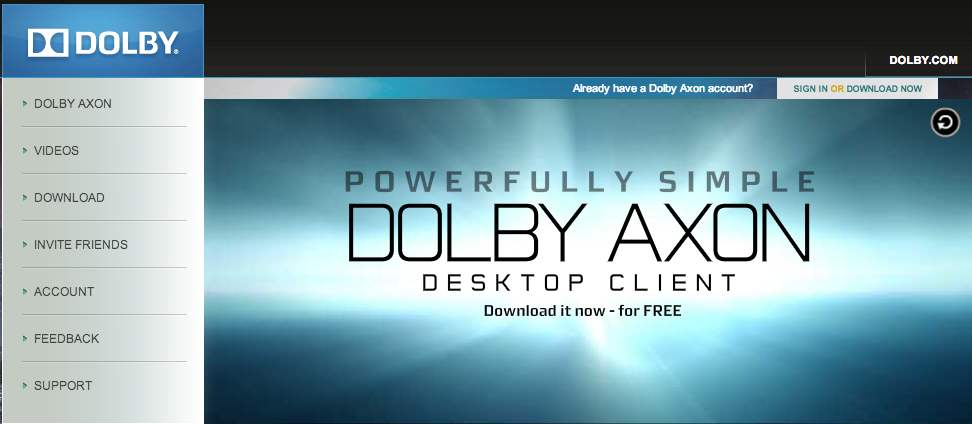 DOLBY®
DOLBY.COM
Already have a Dolby Axon account?
SIGN IN OR DOWNLOAD NOW
DOLBY AXON
VIDEOS
DOWNLOAD
INVITE FRIENDS
ACCOUNT
FEEDBACK
SUPPORT
POWERFULLY SIMPLE
DOLBY AXON
DESKTOP CLIENT
Download it now - for FREE